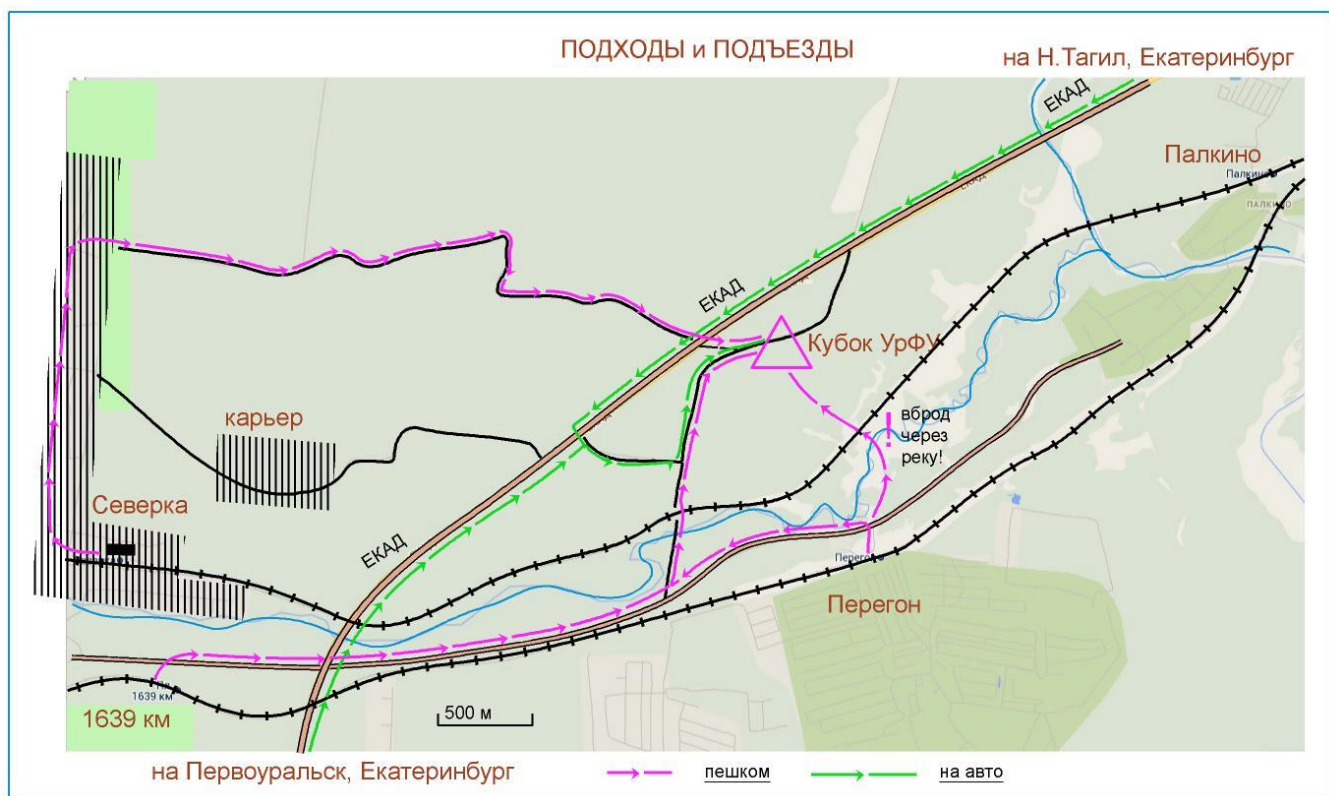 ПОДХОДЫ и ПОДЪЕЗДЫ
на Н.Тагил, Екатеринбург
ЕКАД
Палкино
Палкино
ПАЛКИНО
ЕКАД
Кубок УрФУ
! вброд
через
реку!
карьер
Северка
ЕКАД
Перегон
1639 км
1639 км
500 м
на Первоуральск, Екатеринбург
пешком
на авто